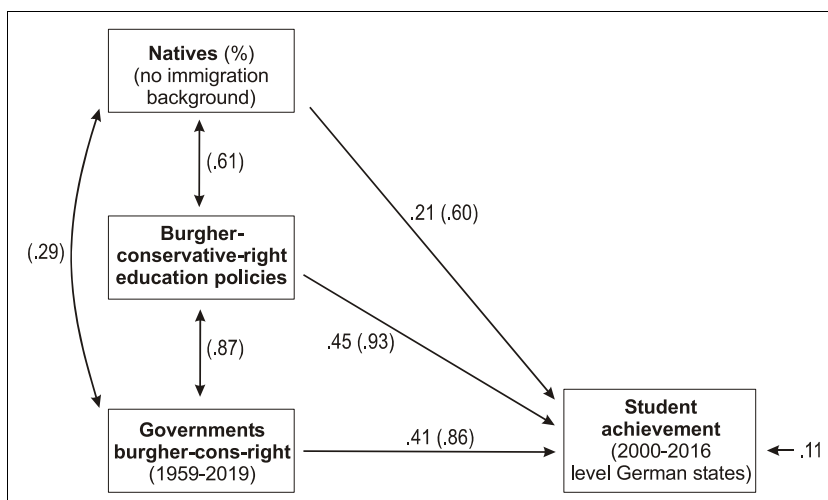 Natives (%)
(no immigration
background)
(.61)
.21 (.60)
Burgher-
conservative-right
education policies
(.29)
.45 (.93)
(.87)
Governments
burgher-cons-right
(1959-2019)
.41 (.86)
Student
achievement
(2000-2016
level German states)
.11